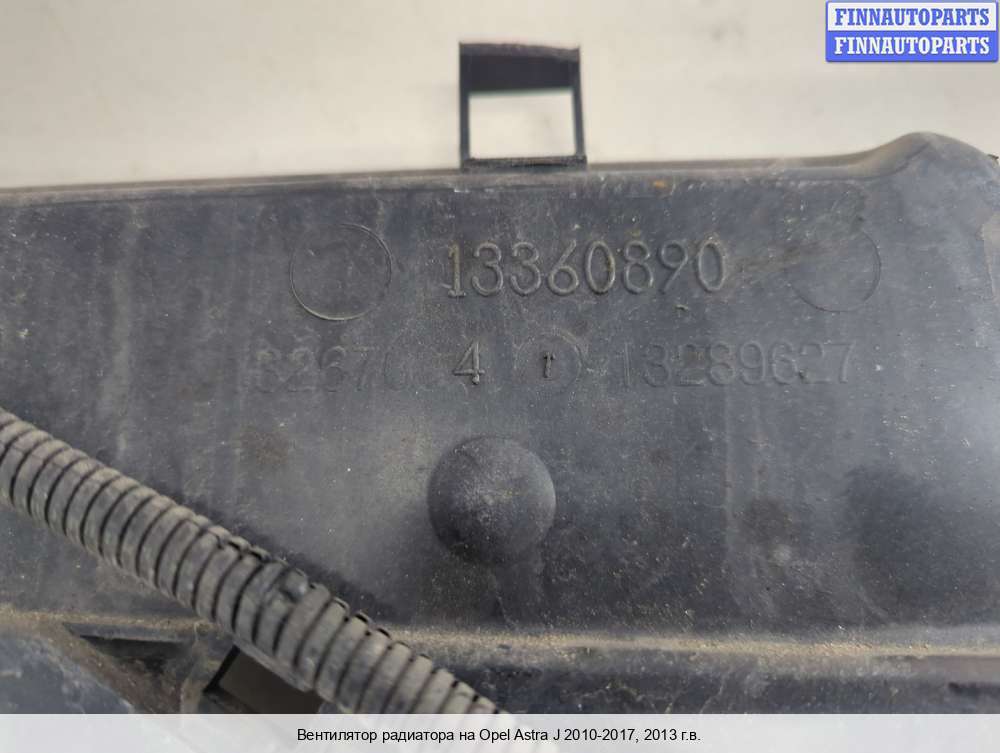 FINNAUTOPARTS
FINNAUTOPARTS
13360890
4 13289627
Вентилятор радиатора на Opel Astra J 2010-2017, 2013 г.в.